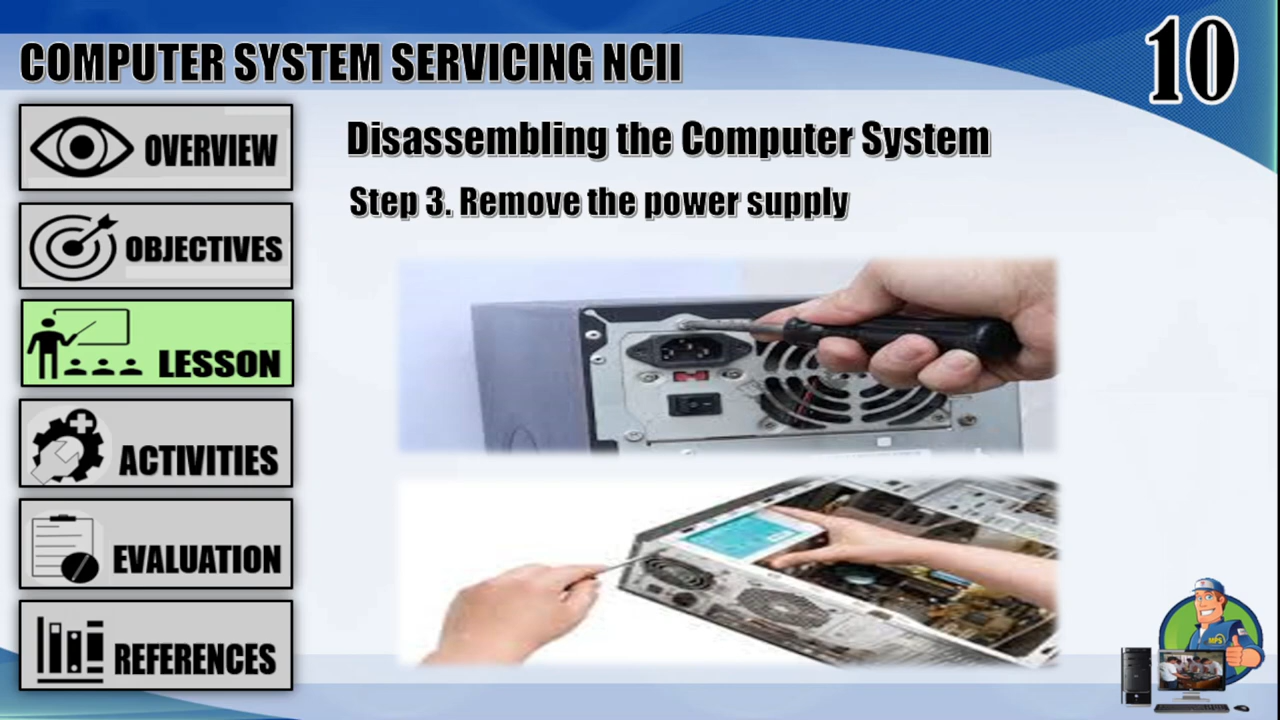 COMPUTER SYSTEM SERVICING NCII
10
OVERVIEW
OBJECTIVES
LESSON
ACTIVITIES
EVALUATION
REFERENCES
Disassembling the Computer System
Step 3. Remove the power supply